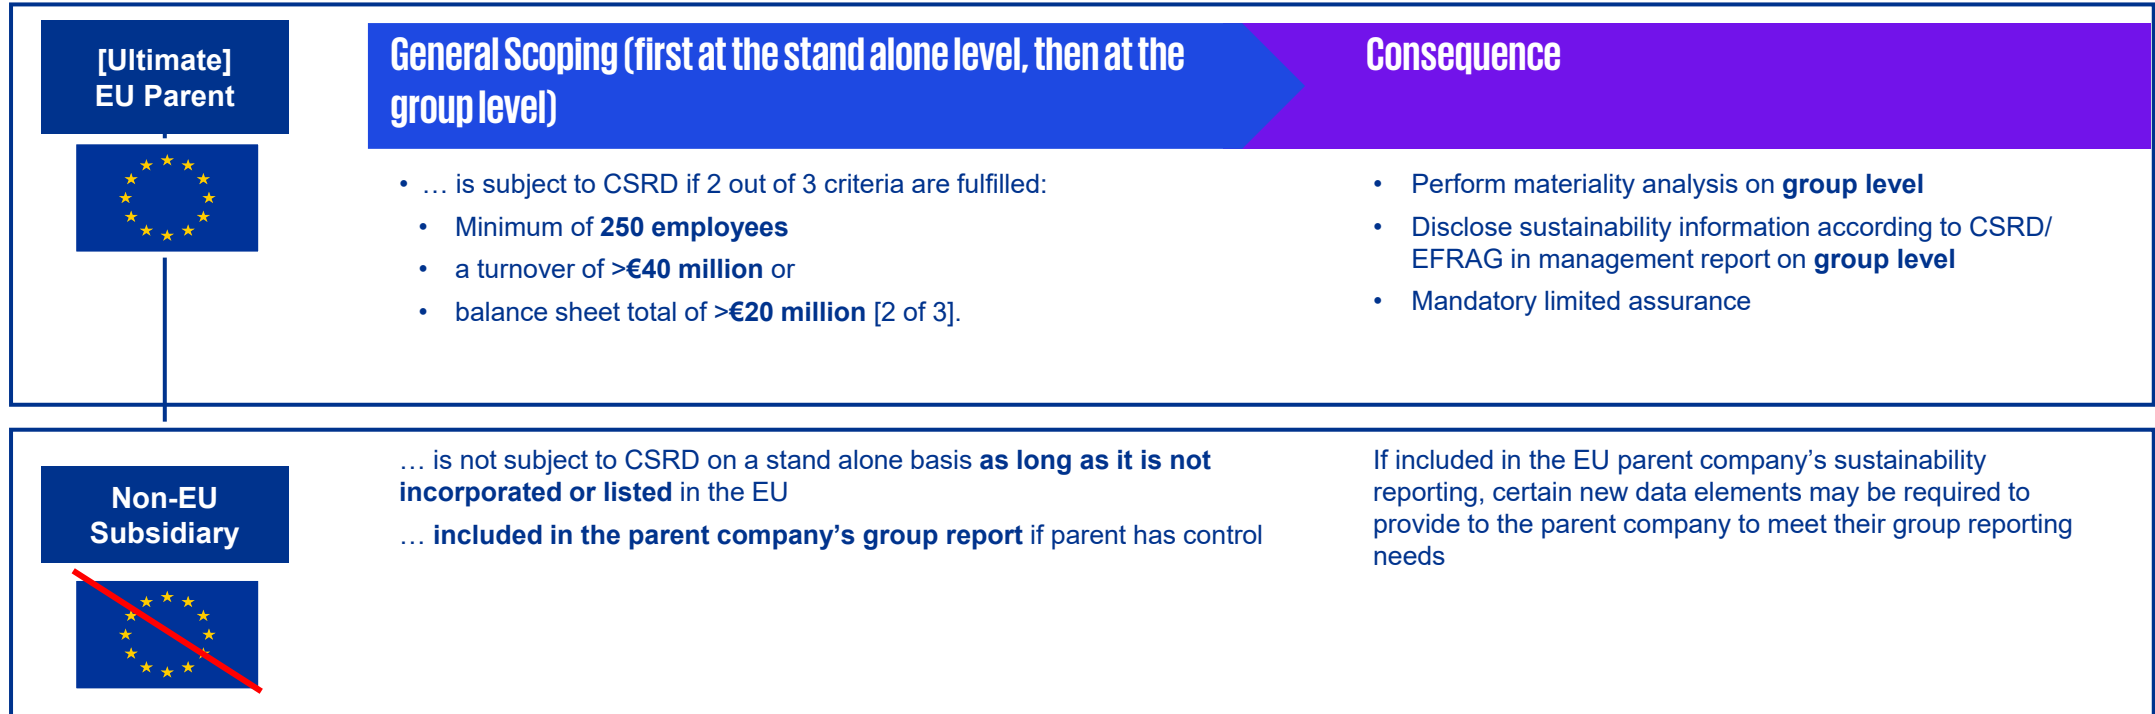 [Ultimate]
EU Parent
General Scoping (first at the stand alone level, then at the
group level)
Consequence
• … is subject to CSRD if 2 out of 3 criteria are fulfilled:
• Minimum of 250 employees
• a turnover of >€40 million or
• balance sheet total of >€20 million [2 of 3].
• Perform materiality analysis on group level
• Disclose sustainability information according to CSRD/
EFRAG in management report on group level
• Mandatory limited assurance
Non-EU
Subsidiary
… is not subject to CSRD on a stand alone basis as long as it is not
incorporated or listed in the EU
… included in the parent company’s group report if parent has control
If included in the EU parent company’s sustainability
reporting, certain new data elements may be required to
provide to the parent company to meet their group reporting
needs